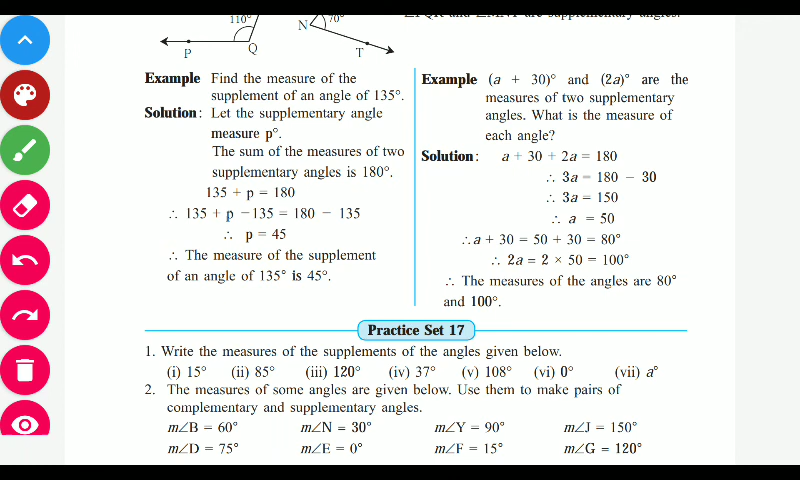 110°
P
Q
N
70°
T
are supplementary angles.
Example Find the measure of the
supplement of an angle of 135°.
Solution : Let the supplementary angle
measure p°.
The sum of the measures of two
supplementary angles is 180°.
135 + p = 180
∴ 135 + p −135 = 180 − 135
∴ p = 45
∴ The measure of the supplement
of an angle of 135° is 45°.
Example (a + 30)° and (2a)° are the
measures of two supplementary
angles. What is the measure of
each angle?
Solution : a + 30 + 2a = 180
∴ 3a = 180 − 30
∴ 3a = 150
∴ a = 50
∴ a + 30 = 50 + 30 = 80°
∴ 2a = 2 × 50 = 100°
∴ The measures of the angles are 80°
and 100°.
Practice Set 17
1. Write the measures of the supplements of the angles given below.
(i) 15° (ii) 85° (iii) 120° (iv) 37° (v) 108° (vi) 0° (vii) a°
2. The measures of some angles are given below. Use them to make pairs of
complementary and supplementary angles.
m∠B = 60° m∠N = 30° m∠Y = 90° m∠J = 150°
m∠D = 75° m∠E = 0° m∠F = 15° m∠G = 120°